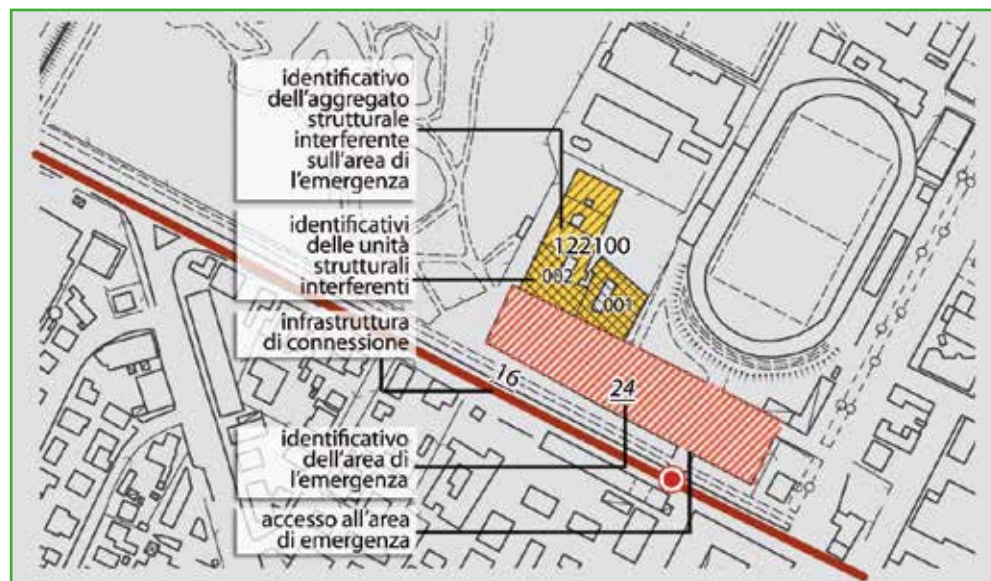 identificativo
dell'aggregato
strutturale
interferente
sull'area di
l'emergenza
122100
identificativi
delle unità
strutturali
interferenti
002
001
infrastruttura
di connessione
16
24
identificativo
dell'area di
l'emergenza
accesso all'area
di emergenza